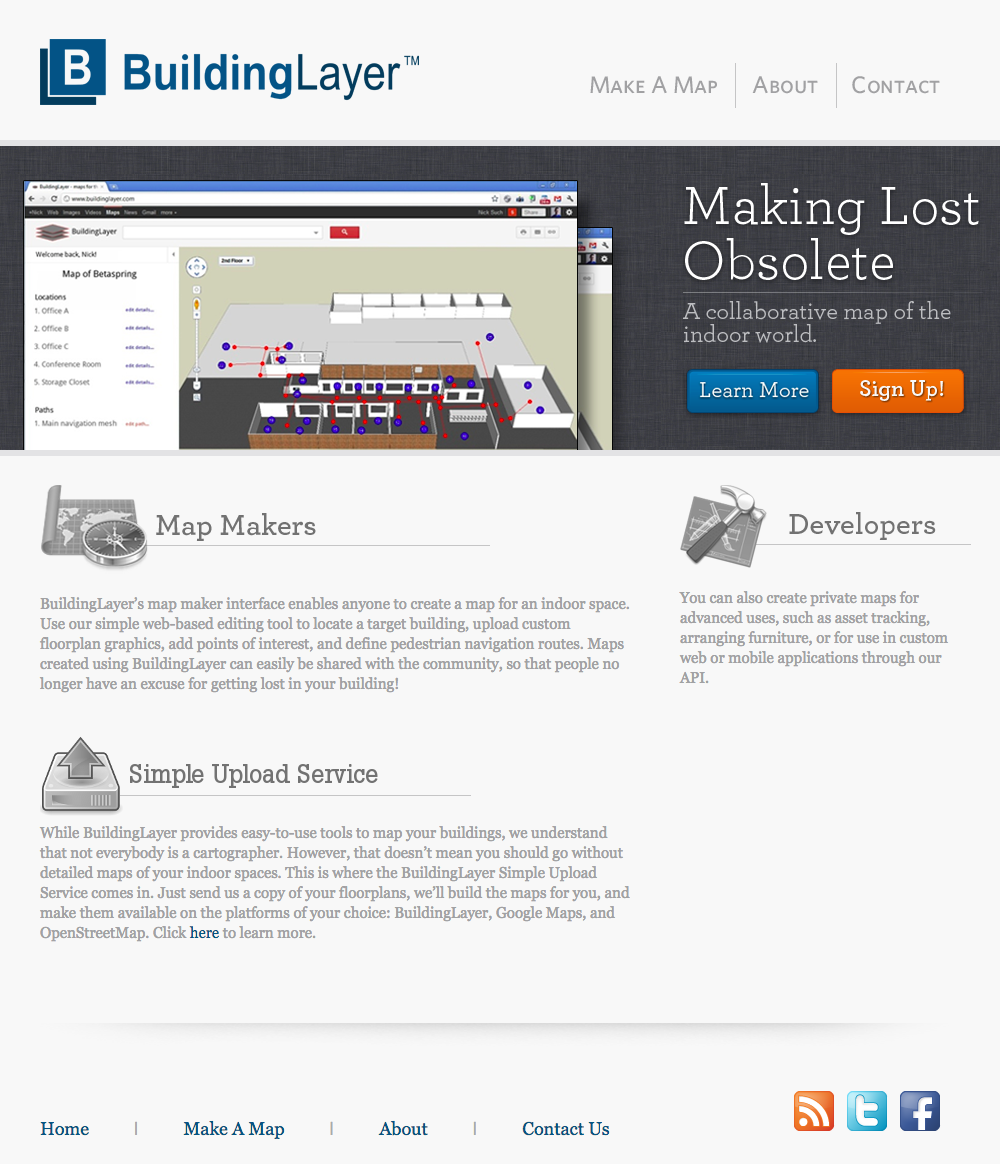 B BuildingLayer™
Make A Map
About
Contact
BuildingLayer - maps for th
www.buildinglayer.com
+Nick Web Images Videos Maps News Gmail more
Nick Such
Share
BuildingLayer
Welcome back, Nick!
Map of Betaspring
Locations
1. Office A edit details...
2. Office B edit details...
3. Office C edit details...
4. Conference Room edit details...
5. Storage Closet edit details...
Paths
1. Main navigation mesh edit path...
2nd Floor
Making Lost
Obsolete
A collaborative map of the
indoor world.
Learn More
Sign Up!
Map Makers
BuildingLayer's map maker interface enables anyone to create a map for an indoor space.
Use our simple web-based editing tool to locate a target building, upload custom
floorplan graphics, add points of interest, and define pedestrian navigation routes. Maps
created using BuildingLayer can easily be shared with the community, so that people no
longer have an excuse for getting lost in your building!
Developers
You can also create private maps for
advanced uses, such as asset tracking,
arranging furniture, or for use in custom
web or mobile applications through our
API.
Simple Upload Service
While BuildingLayer provides easy-to-use tools to map your buildings, we understand
that not everybody is a cartographer. However, that doesn't mean you should go without
detailed maps of your indoor spaces. This is where the BuildingLayer Simple Upload
Service comes in. Just send us a copy of your floorplans, we'll build the maps for you, and
make them available on the platforms of your choice: BuildingLayer, Google Maps, and
OpenStreetMap. Click here to learn more.
Home | Make A Map | About | Contact Us